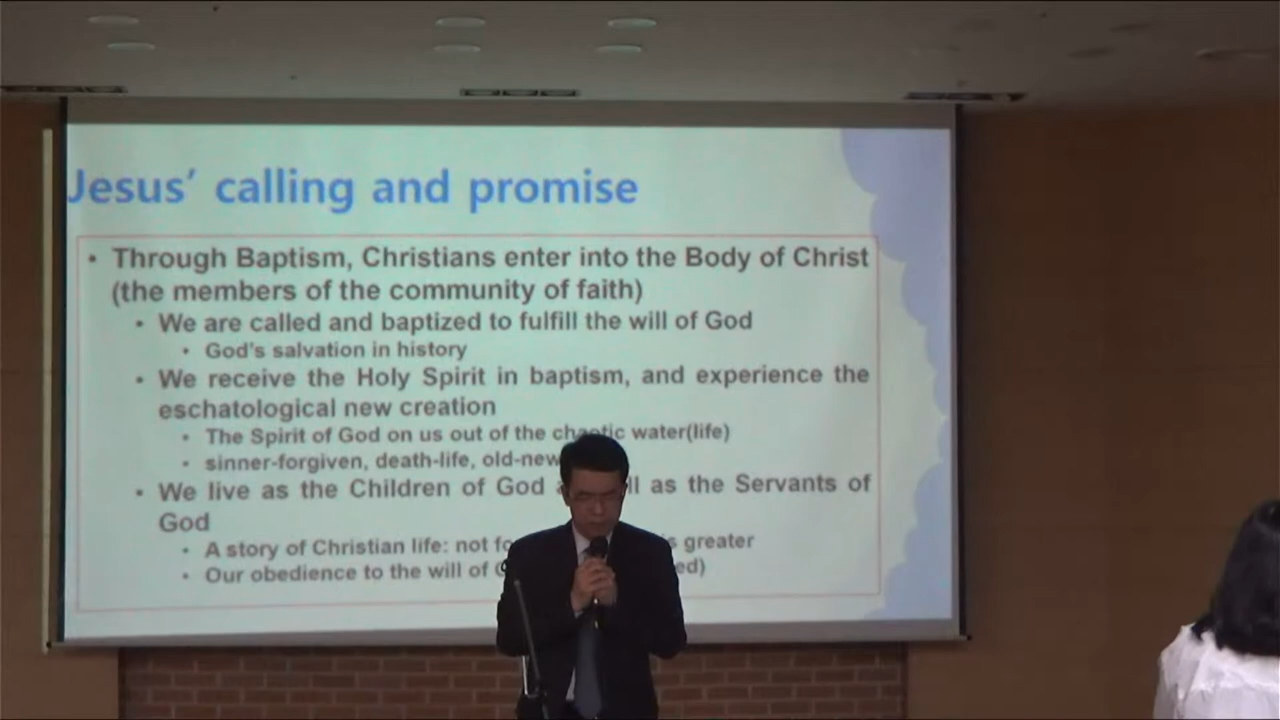 Jesus’ calling and promise
• Through Baptism, Christians enter into the Body of Christ
(the members of the community of faith)
• We are called and baptized to fulfill the will of God
• God's salvation in history
• We receive the Holy Spirit in baptism, and experience the
eschatological new creation
• The Spirit of God on us out of the chaotic water(life)
• sinner-forgiven, death-life, old-new
• We live as the Children of God as the Servants of
God
• A story of Christian life: not greater
• Our obedience to the will of